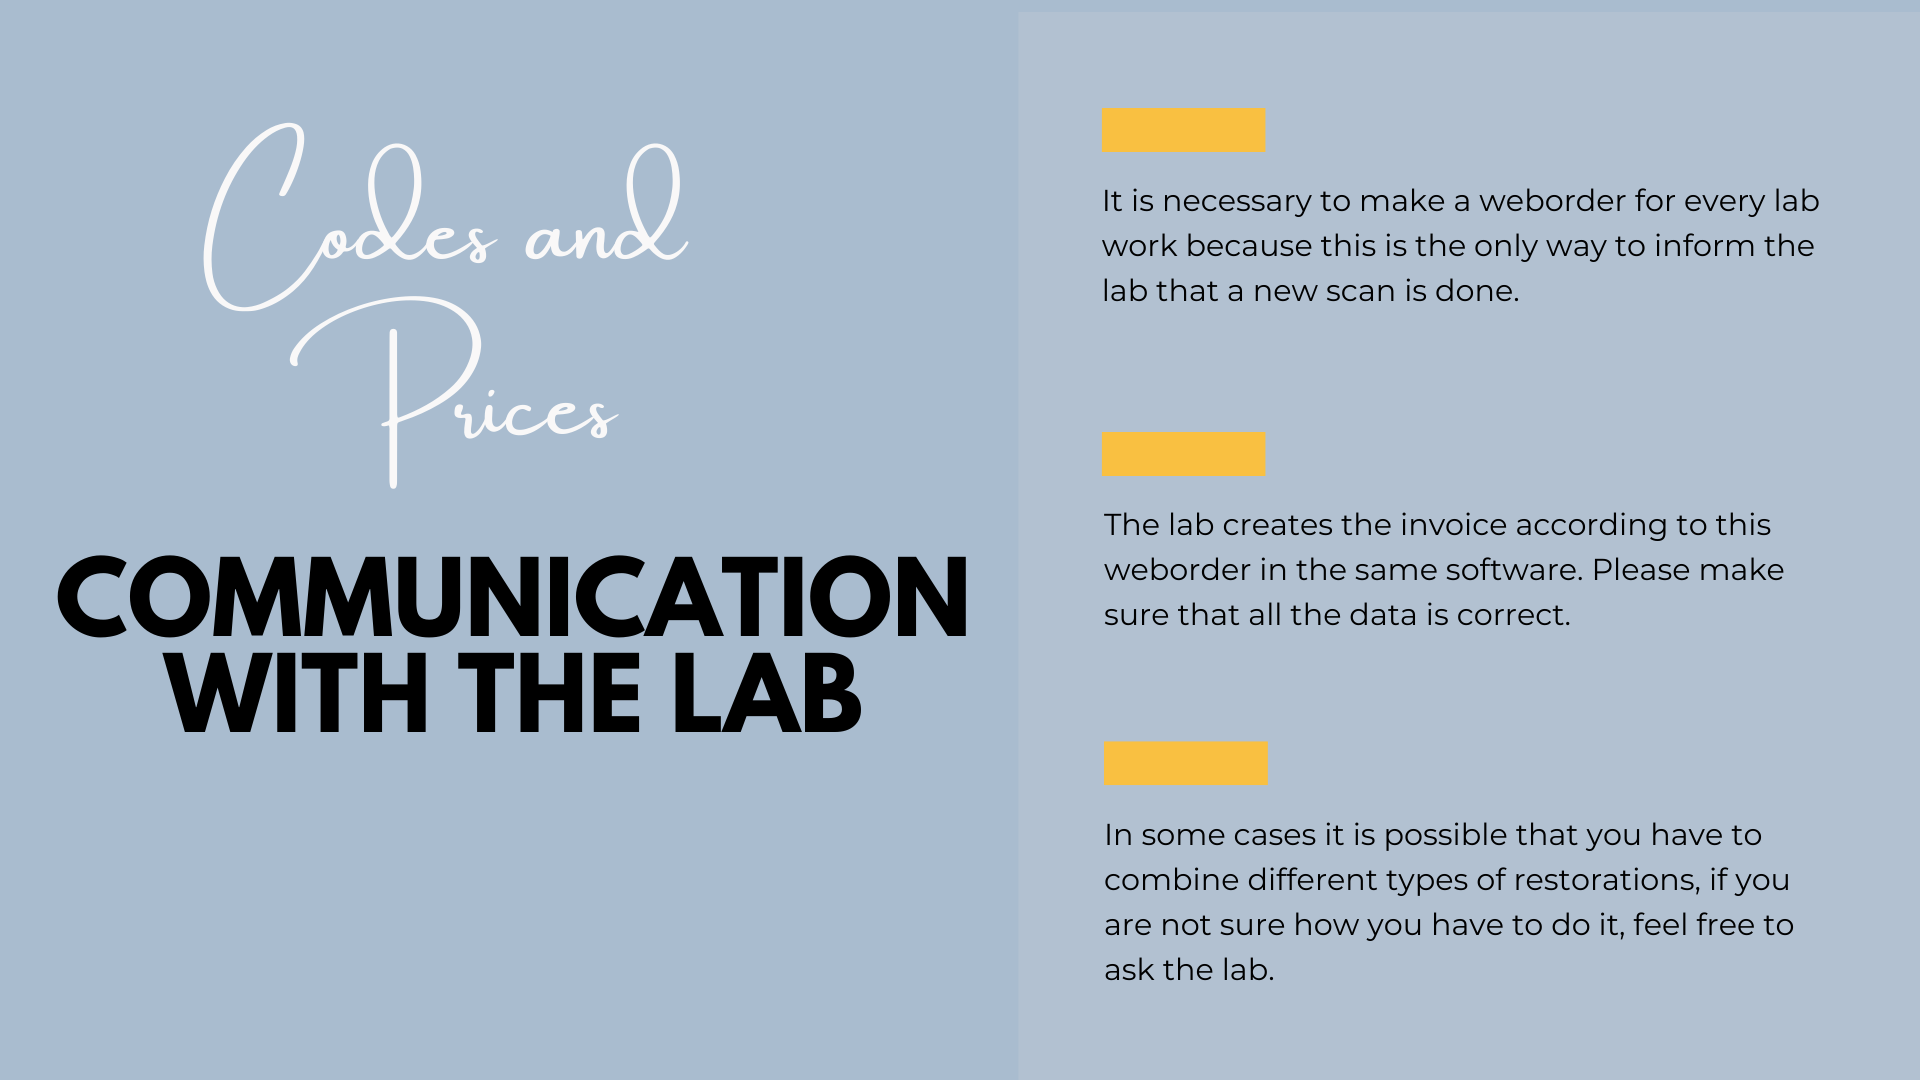 Codes and
Prices
COMMUNICATION
WITH THE LAB
It is necessary to make a weborder for every lab
work because this is the only way to inform the
lab that a new scan is done.
The lab creates the invoice according to this
weborder in the same software. Please make
sure that all the data is correct.
In some cases it is possible that you have to
combine different types of restorations, if you
are not sure how you have to do it, feel free to
ask the lab.